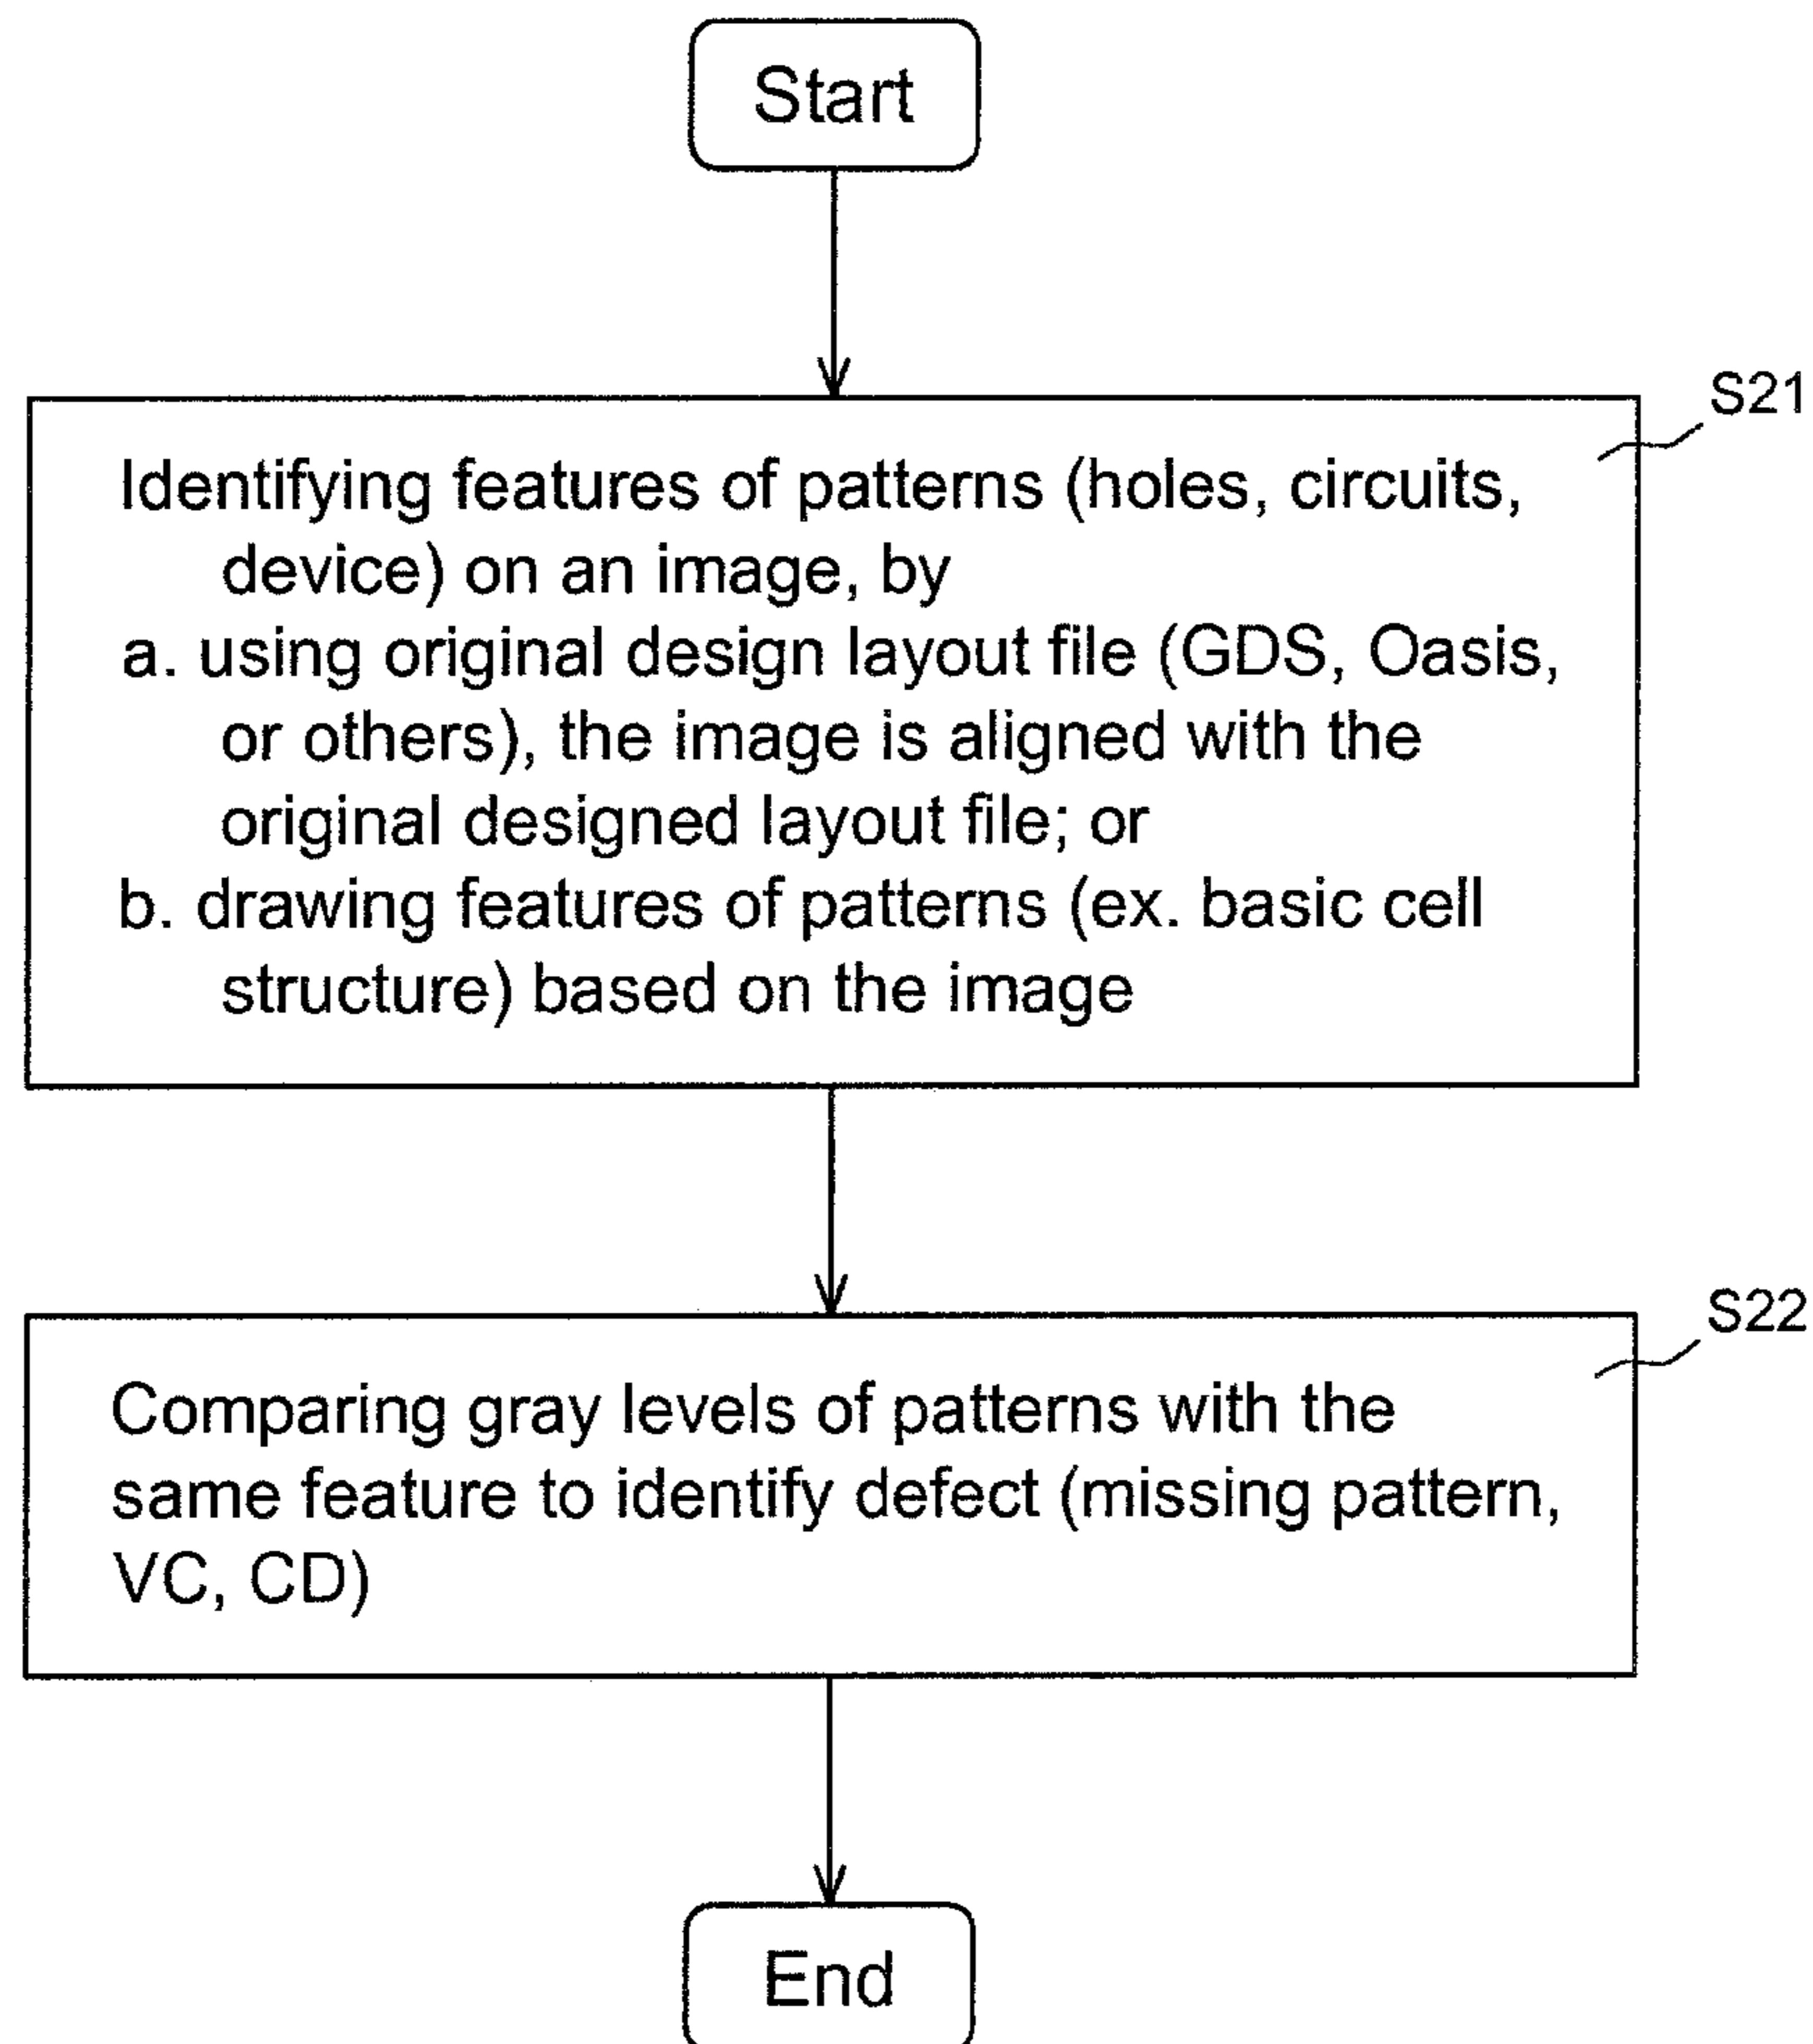 Start
S21
Identifying features of patterns (holes, circuits,
device) on an image, by
a. using original design layout file (GDS, Oasis,
or others), the image is aligned with the
original designed layout file; or
b. drawing features of patterns (ex. basic cell
structure) based on the image
S22
Comparing gray levels of patterns with the
same feature to identify defect (missing pattern,
VC, CD)
End